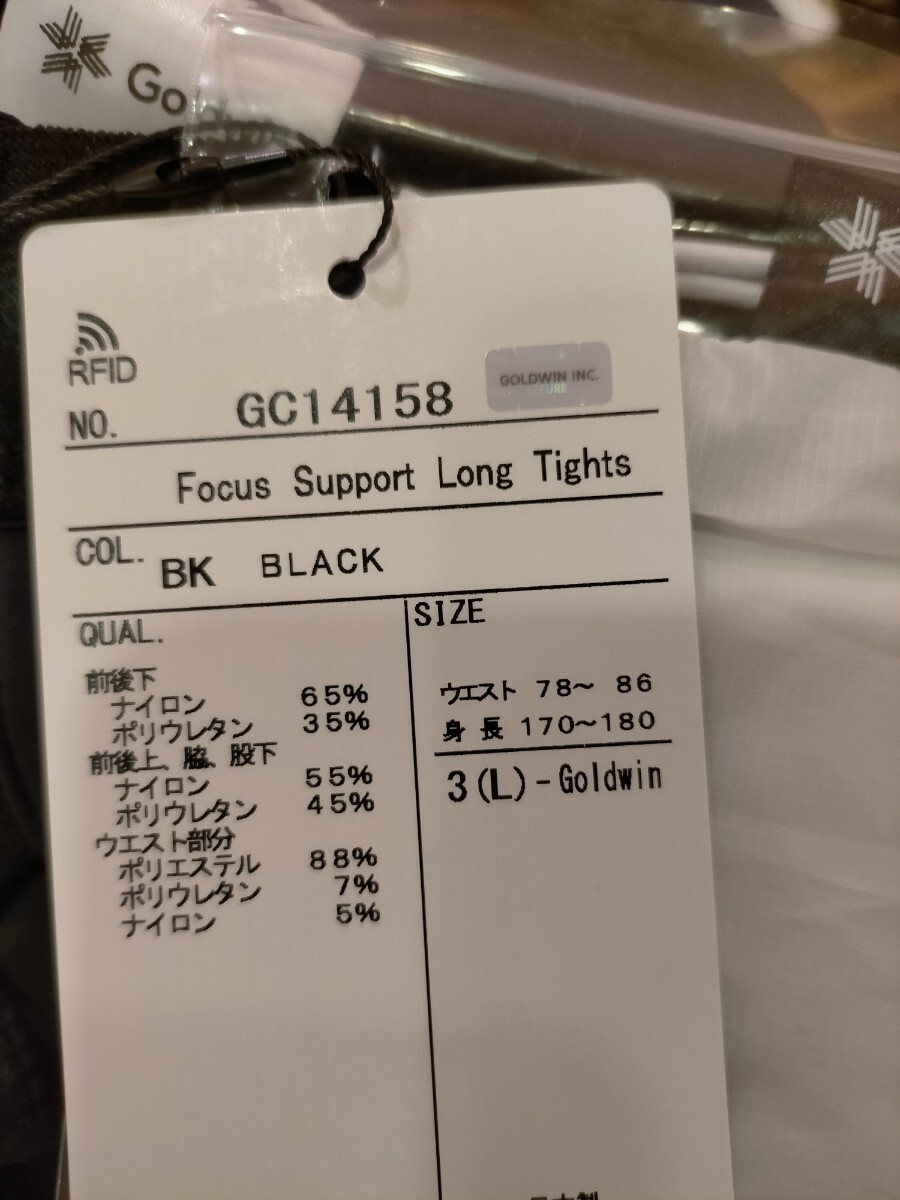 RFID
NO. GC14158
GOLDWIN INC.
Focus Support Long Tights
COL. BK BLACK
QUAL.
前後下
ナイロン 65%
ポリウレタン 35%
前後上、脇、股下
ナイロン 55%
ポリウレタン 45%
ウエスト部分
ポリエステル 88%
ポリウレタン 7%
ナイロン 5%
SIZE
ウエスト 78〜 86
身 長 170〜180
3(L)-Goldwin